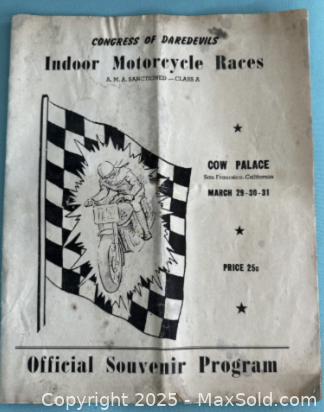 CONGRESS OF DAREDEVILS
Indoor Motorcycle Races
A. M. A. SANCTIONED — CLASS A
COW PALACE
San Francisco, California
MARCH 29-30-31
PRICE 25c
Official Souvenir Program
Copyright 2025 - MaxSold.com